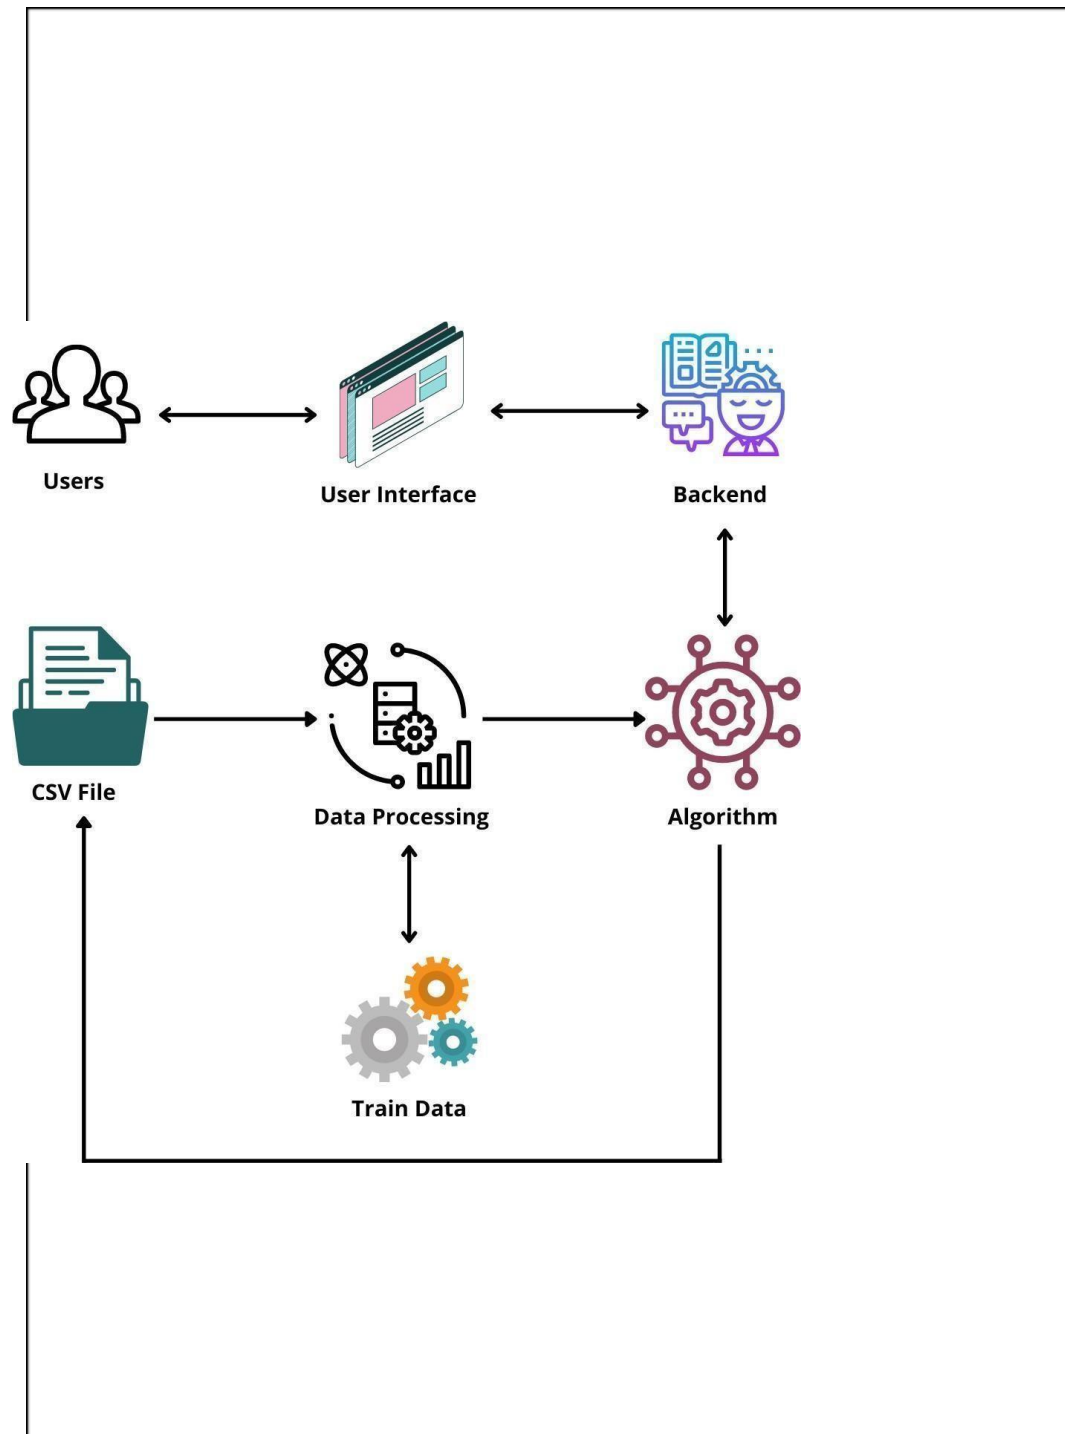 Users
User Interface
Backend
CSV File
Data Processing
Algorithm
Train Data